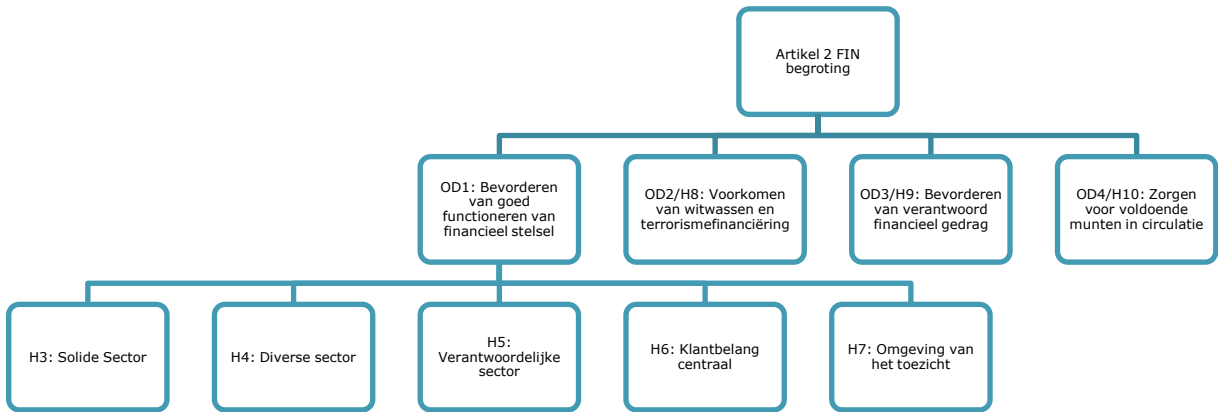 Artikel 2 FIN
begroting
OD1: Bevorderen
van goed
functioneren van
financieel stelsel
OD2/H8: Voorkomen
van witwassen en
terrorismefinanciëring
OD3/H9: Bevorderen
van verantwoord
financieel gedrag
OD4/H10: Zorgen
voor voldoende
munten in circulatie
H3: Solide Sector
H4: Diverse sector
H5:
Verantwoordelijke
sector
H6: Klantbelang
centraal
H7: Omgeving van
het toezicht